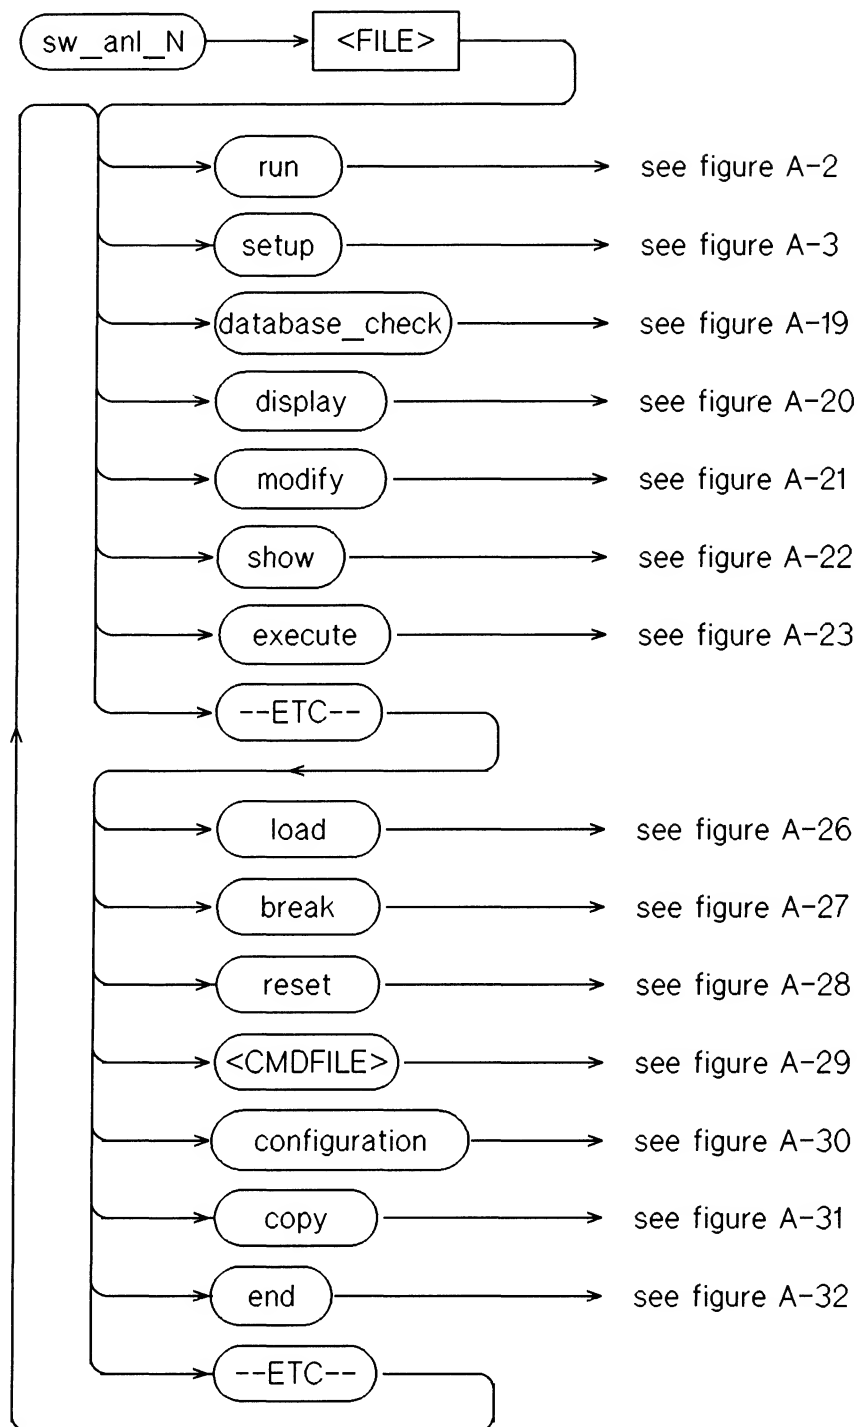 sw_anl_N <FILE>
run see figure A-2
setup see figure A-3
database_check see figure A-19
display see figure A-20
modify see figure A-21
show see figure A-22
execute see figure A-23
--ETC--
load see figure A-26
break see figure A-27
reset see figure A-28
<CMDFILE> see figure A-29
configuration see figure A-30
copy see figure A-31
end see figure A-32
--ETC--